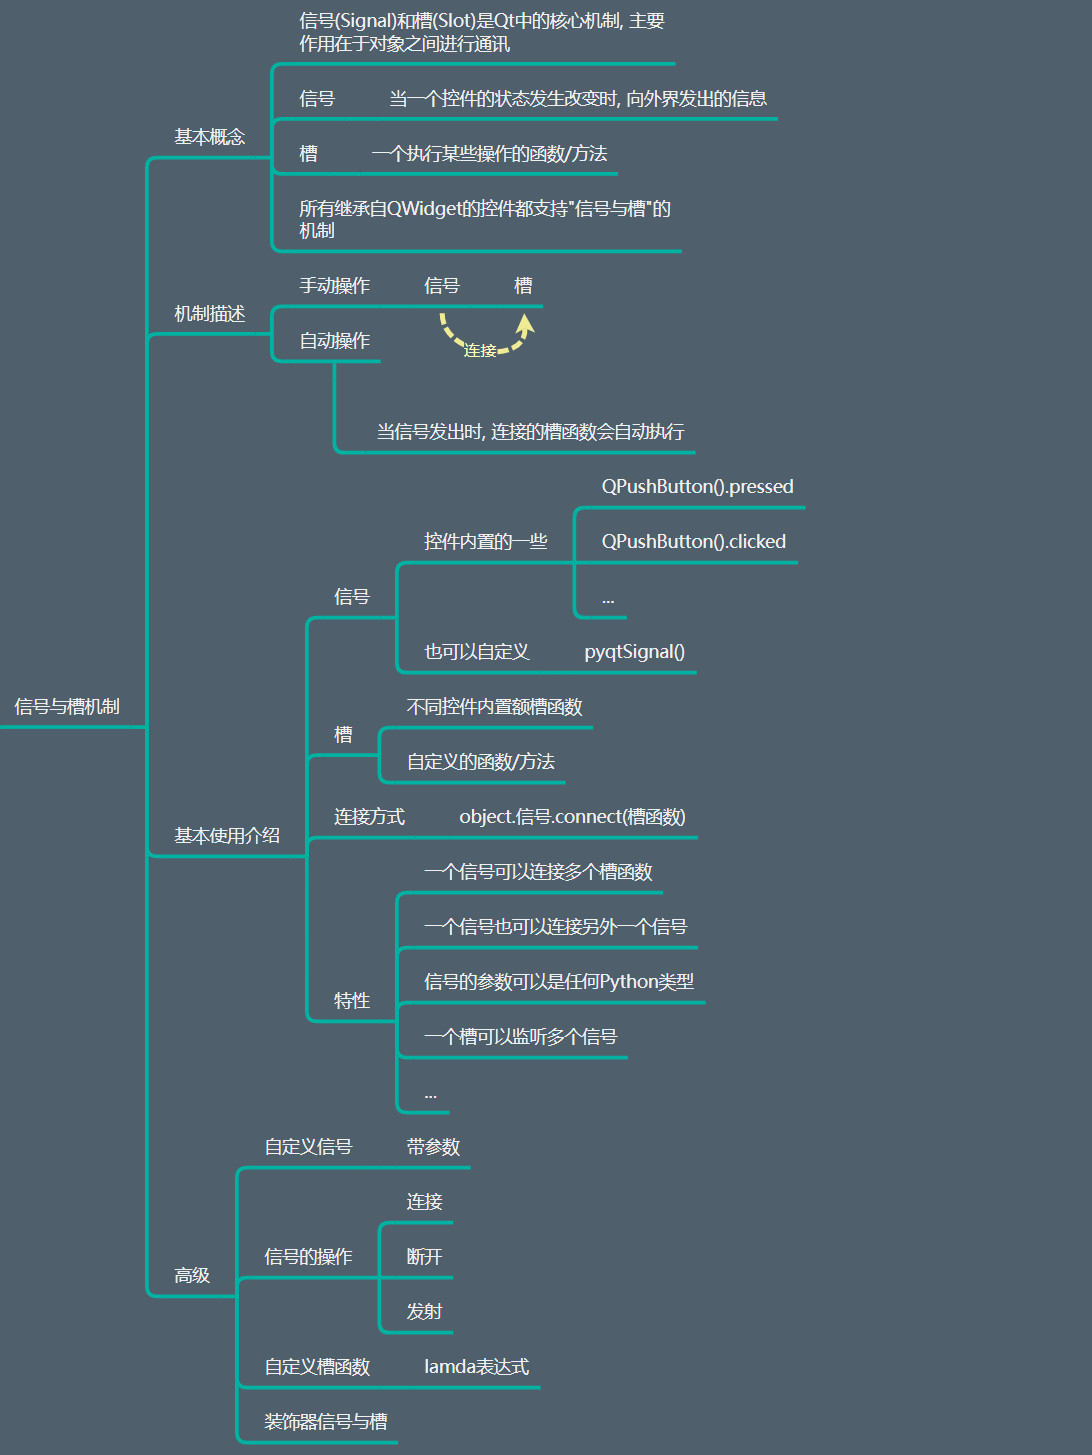 信号(Signal)和槽(Slot)是Qt中的核心机制, 主要
作用在于对象之间进行通讯
信号 当一个控件的状态发生改变时, 向外界发出的信息
基本概念
槽 一个执行某些操作的函数/方法
所有继承自QWidget的控件都支持"信号与槽"的
机制
手动操作 信号 槽
机制描述
自动操作
连接
当信号发出时, 连接的槽函数会自动执行
QPushButton().pressed
控件内置的一些 QPushButton().clicked
信号
...
也可以自定义 pyqtSignal()
信号与槽机制
不同控件内置额槽函数
槽
自定义的函数/方法
连接方式 object.信号.connect(槽函数)
基本使用介绍
一个信号可以连接多个槽函数
一个信号也可以连接另外一个信号
信号的参数可以是任何Python类型
特性
一个槽可以监听多个信号
...
自定义信号 带参数
连接
信号的操作 断开
高级
发射
自定义槽函数 lamda表达式
装饰器信号与槽